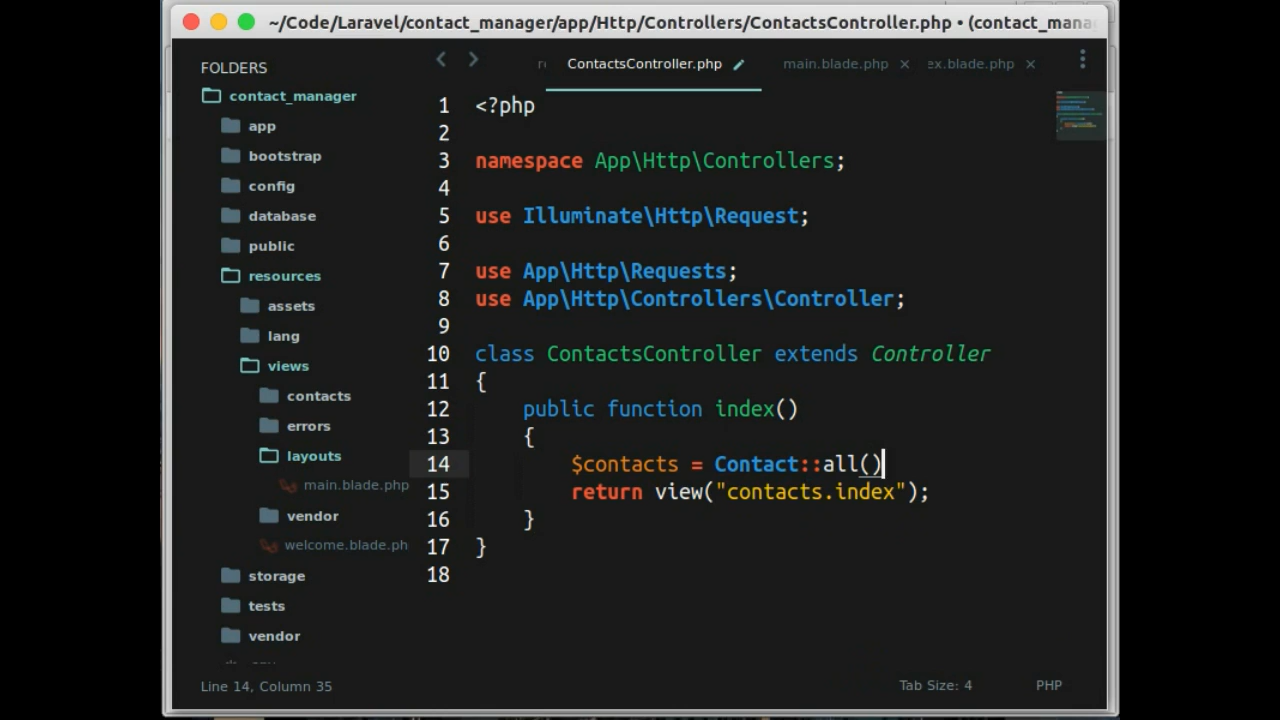 ~/Code/Laravel/contact_manager/app/Http/Controllers/ContactsController.php • (contact_mana
FOLDERS
contact_manager
app
bootstrap
config
database
public
resources
assets
lang
views
contacts
errors
layouts
main.blade.php
vendor
welcome.blade.ph
storage
tests
vendor
ContactsController.php
main.blade.php ×
ex.blade.php ×
1 <?php
2
3 namespace App\Http\Controllers;
4
5 use Illuminate\Http\Request;
6
7 use App\Http\Requests;
8 use App\Http\Controllers\Controller;
9
10 class ContactsController extends Controller
11 {
12 public function index()
13 {
14 $contacts = Contact::all()
15 return view("contacts.index");
16 }
17 }
18
Line 14, Column 35
Tab Size: 4
PHP